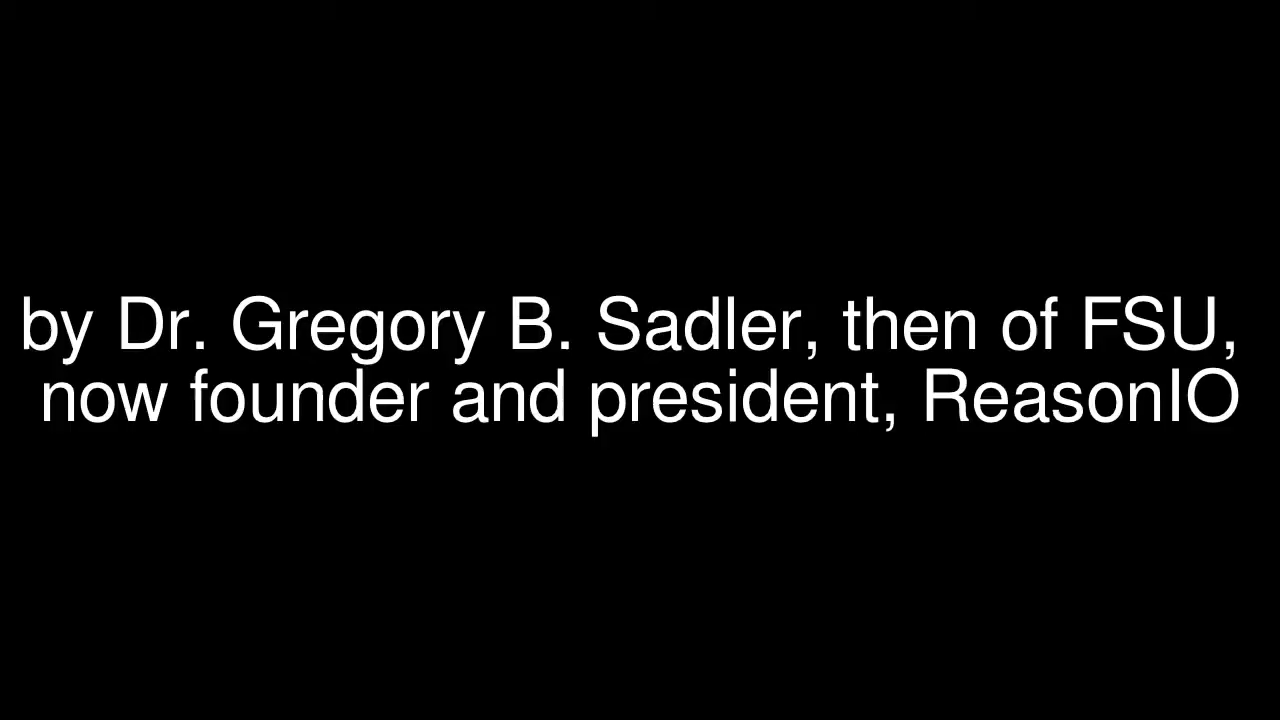 by Dr. Gregory B. Sadler, then of FSU,
now founder and president, ReasonIO